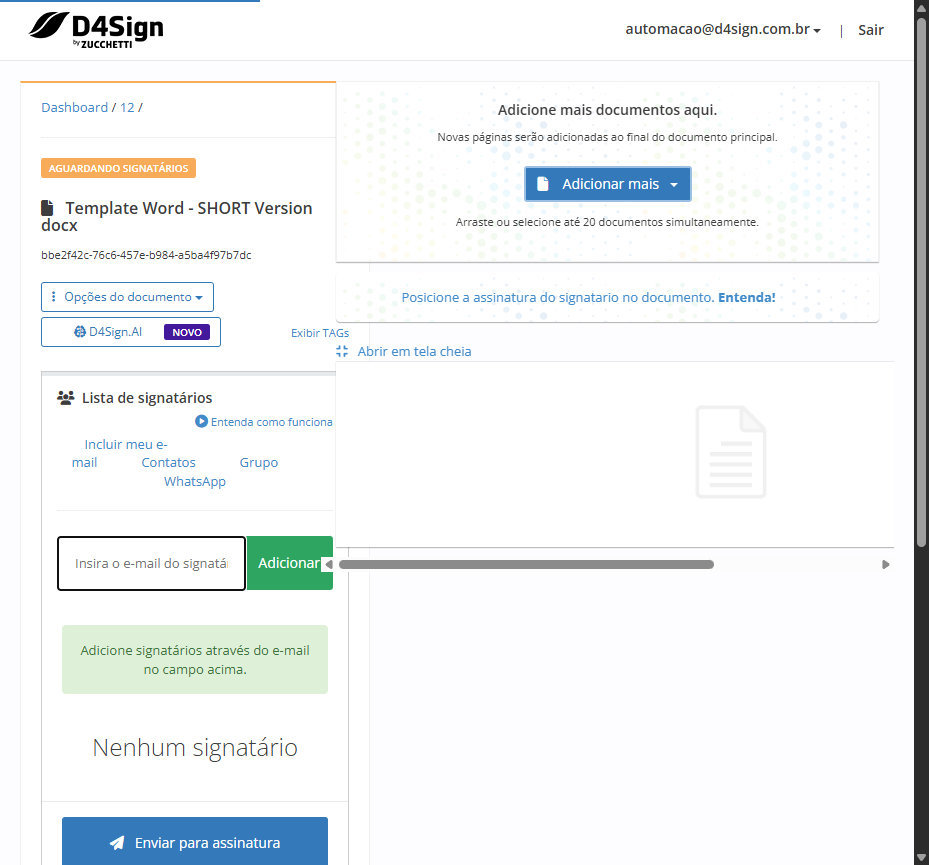 D4Sign
by ZUCCHETTI
automacao@d4sign.com.br
|
Sair
Dashboard / 12 /
AGUARDANDO SIGNATÁRIOS
Template Word - SHORT Version
docx
bbe2f42c-76c6-457e-b984-a5ba4f97b7dc
Opções do documento
D4Sign.AI NOVO
Exibir TAGs
Lista de signatários
Entenda como funciona
Incluir meu e-
mail
Contatos
Grupo
WhatsApp
Insira o e-mail do signatá
Adicionar
Adicione signatários através do e-mail
no campo acima.
Nenhum signatário
Enviar para assinatura
Adicione mais documentos aqui.
Novas páginas serão adicionadas ao final do documento principal.
Adicionar mais
Arraste ou selecione até 20 documentos simultaneamente.
Posicione a assinatura do signatario no documento. Entenda!
Abrir em tela cheia